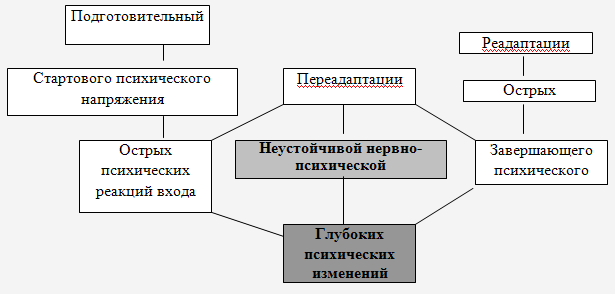 Подготовительный
Стартового психического
напряжения
Острых
психических
реакций входа
Переадаптации
Неустойчивой нервно-
психической
Глубоких
психических
изменений
Реадаптации
Острых
Завершающего
психического